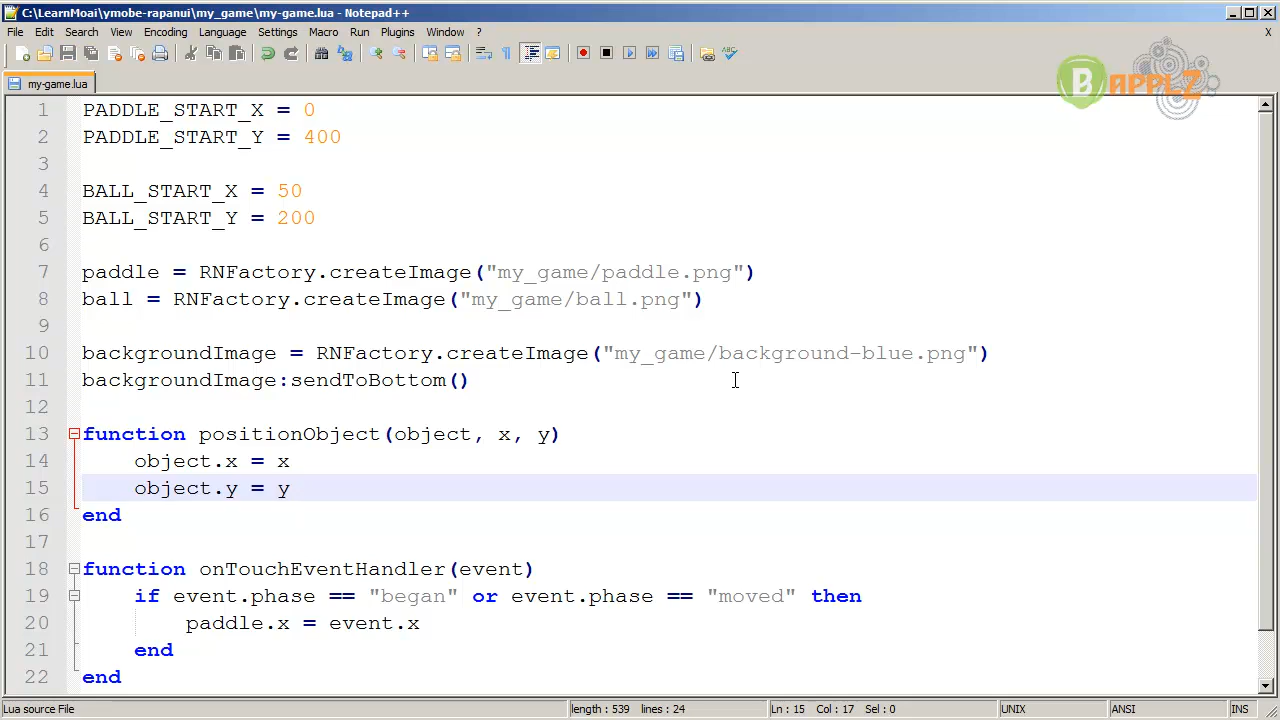 C:\LearnMoai\ymobe-rapanui\my_game\my-game.lua - Notepad++
File Edit Search View Encoding Language Settings Macro Run Plugins Window ? X
my-game.lua
B APPLZ
1 PADDLE_START_X = 0
2 PADDLE_START_Y = 400
3
4 BALL_START_X = 50
5 BALL_START_Y = 200
6
7 paddle = RNFactory.createImage("my_game/paddle.png")
8 ball = RNFactory.createImage("my_game/ball.png")
9
10 backgroundImage = RNFactory.createImage("my_game/background-blue.png")
11 backgroundImage:sendToBottom()
12
13 function positionObject(object, x, y)
14 object.x = x
15 object.y = y
16 end
17
18 function onTouchEventHandler(event)
19 if event.phase == "began" or event.phase == "moved" then
20 paddle.x = event.x
21 end
22 end
Lua source File length : 539 lines : 24 Ln : 15 Col : 17 Sel : 0 UNIX ANSI INS